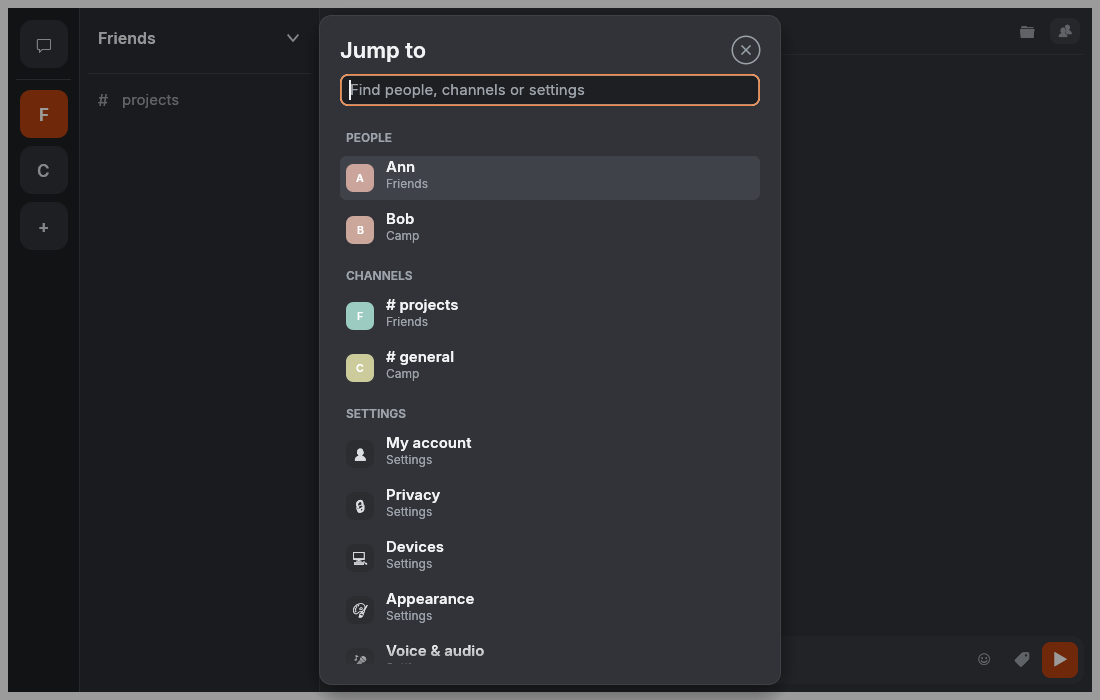 Friends
# projects
F
C
+
Jump to
Find people, channels or settings
PEOPLE
A
Ann
Friends
B
Bob
Camp
CHANNELS
F
# projects
Friends
C
# general
Camp
SETTINGS
My account
Settings
Privacy
Settings
Devices
Settings
Appearance
Settings
Voice & audio